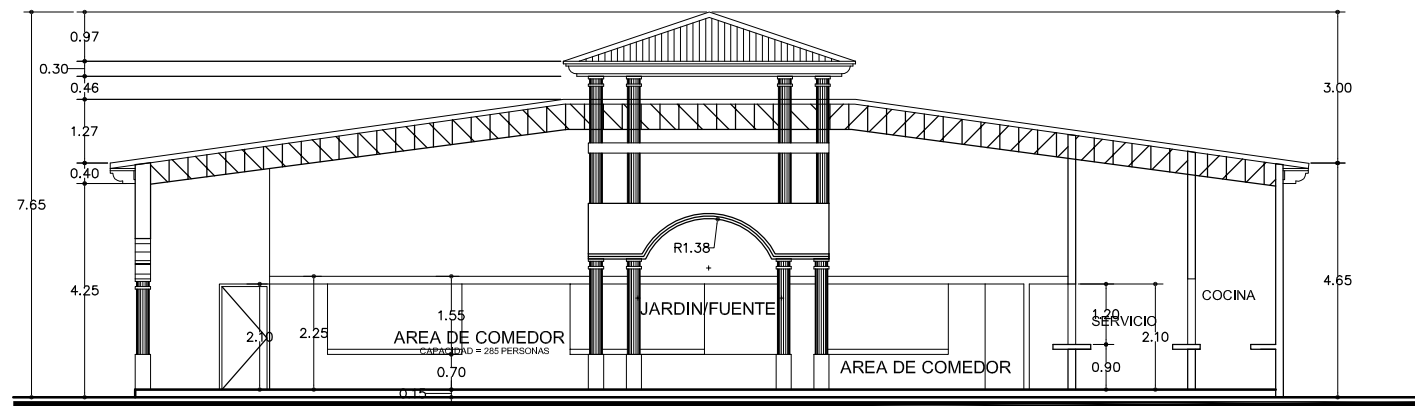 0.97
0.30
0.46
3.00
1.27
0.40
7.65
R1.38
4.25
4.65
COCINA
JARDIN/FUENTE
1.55
1.20
SERVICIO
2.10
2.25
AREA DE COMEDOR
2.10
CAPACIDAD = 285 PERSONAS
0.70
AREA DE COMEDOR
0.90
0.15